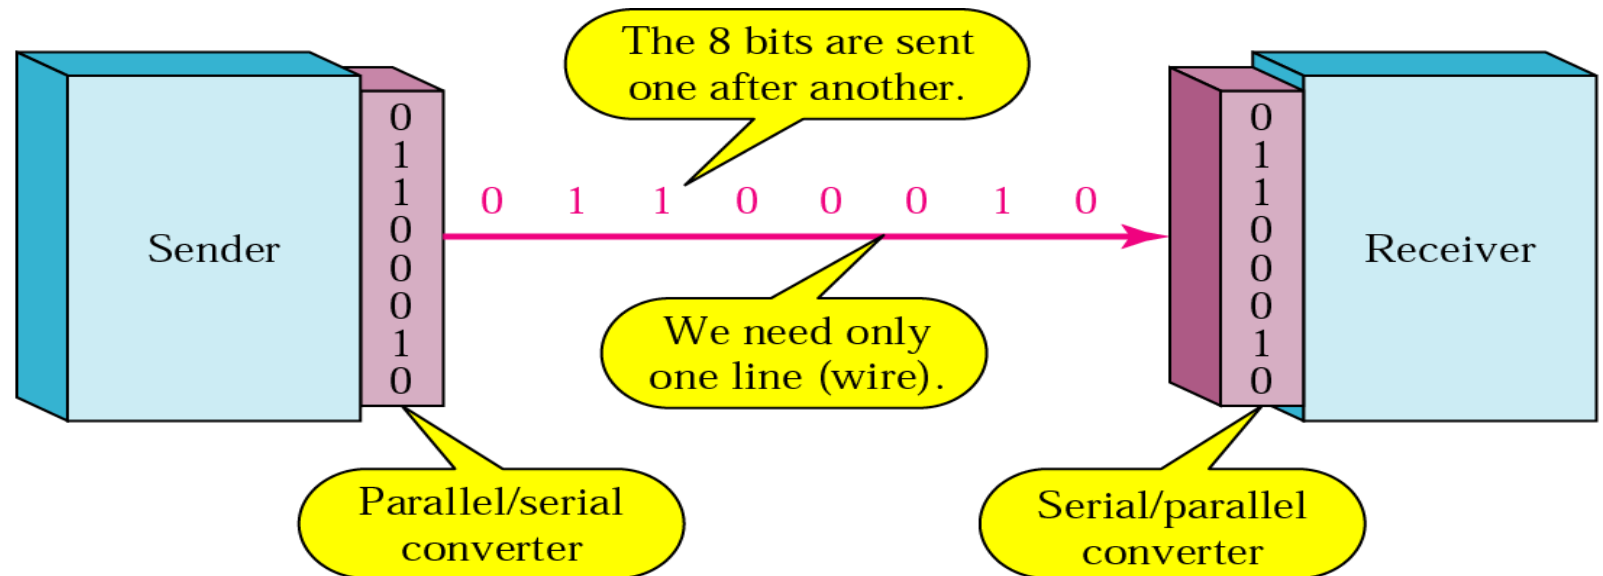 The 8 bits are sent
one after another.
0
1
1
0
0
0
1
0
0 1 1 0 0 0 1 0
0
1
1
0
0
0
1
0
Sender
Receiver
We need only
one line (wire).
Parallel/serial
converter
Serial/parallel
converter